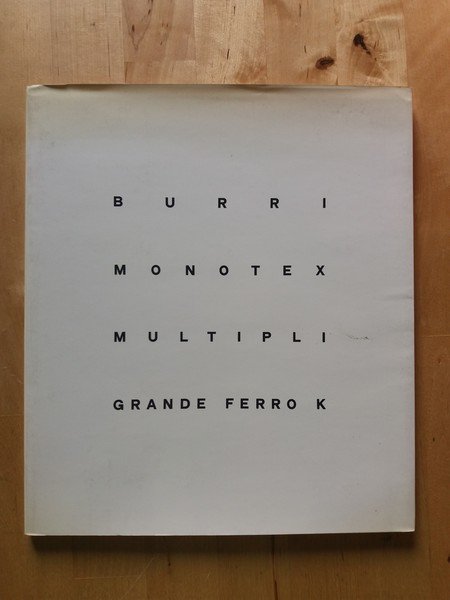 BURRI
MONOTEX
MULTIPLI
GRANDE FERRO K